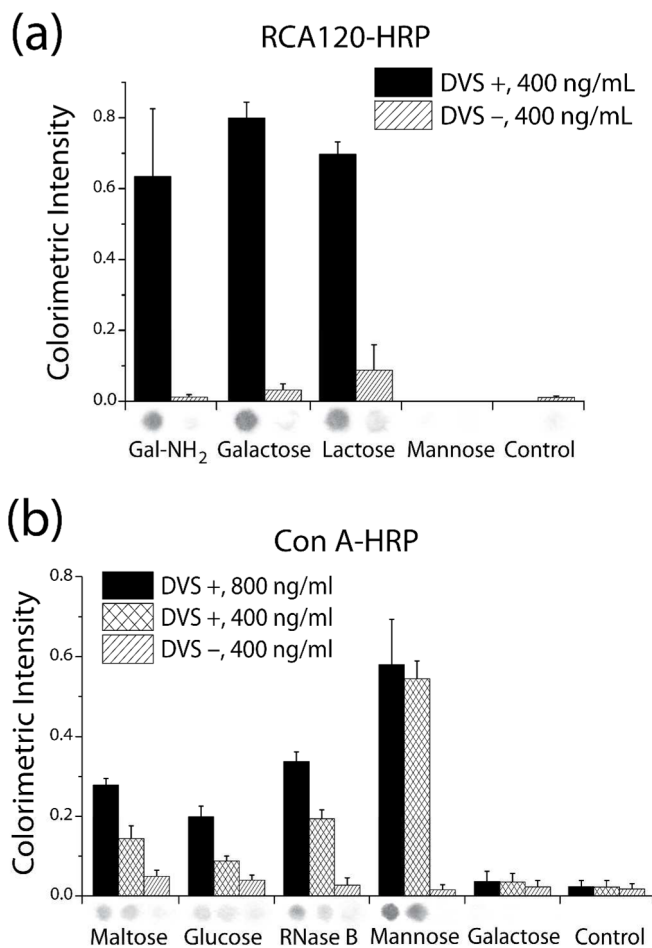 (a)
RCA120-HRP
DVS +, 400 ng/mL
DVS –, 400 ng/mL
Colorimetric Intensity
0.8
0.6
0.4
0.2
0.0
Gal-NH₂ Galactose Lactose Mannose Control
(b)
Con A-HRP
DVS +, 800 ng/ml
DVS +, 400 ng/ml
DVS –, 400 ng/ml
Colorimetric Intensity
0.8
0.6
0.4
0.2
0.0
Maltose Glucose RNase B Mannose Galactose Control